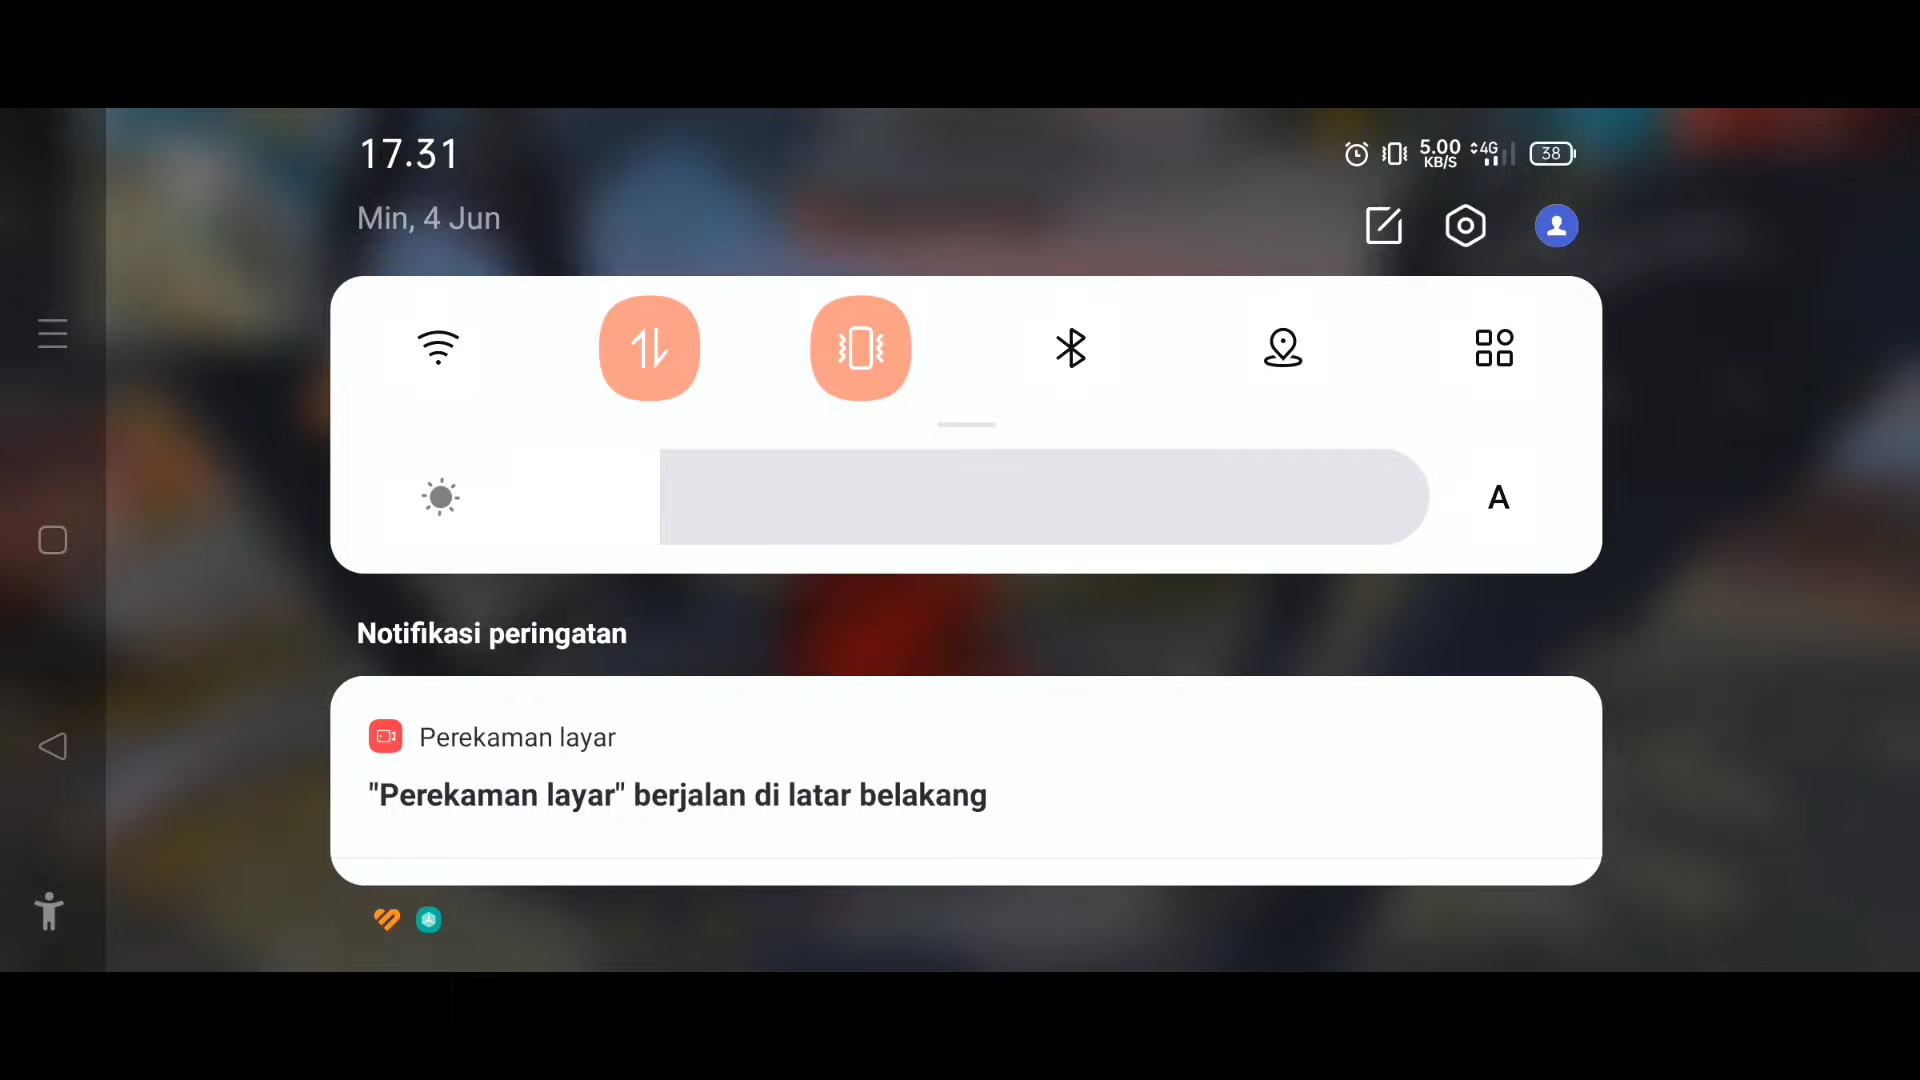 17.31
5.00
KB/S
4G
38
Min, 4 Jun
A
Notifikasi peringatan
Perekaman layar
"Perekaman layar" berjalan di latar belakang